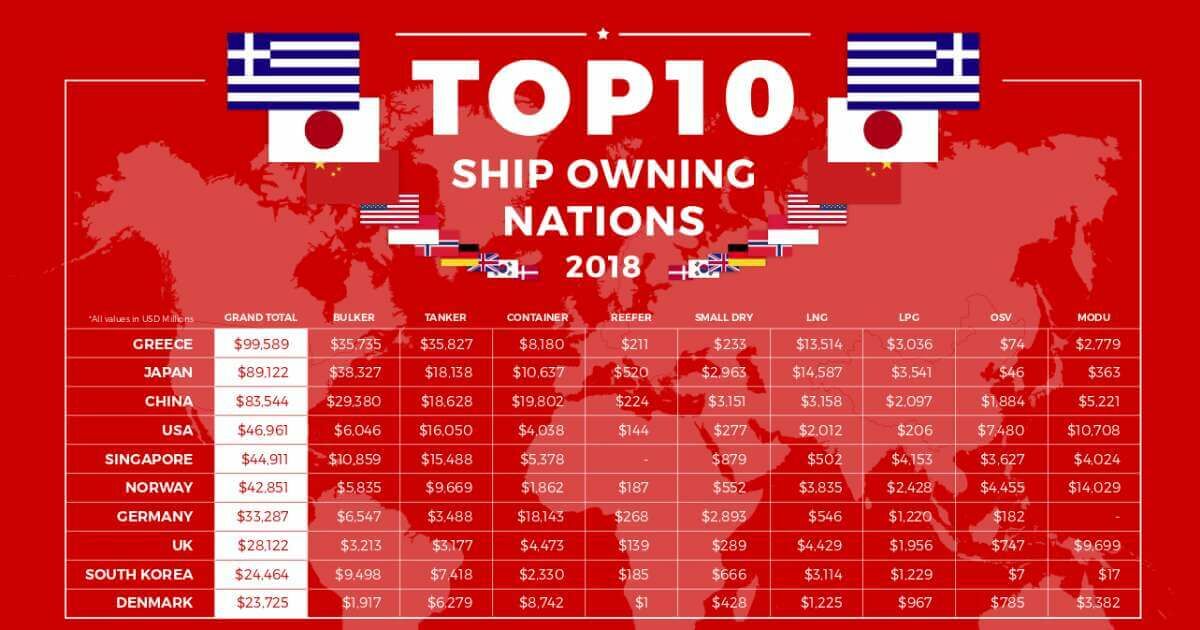 TOP10
SHIP OWNING
NATIONS
2018
*All values in USD Millions GRAND TOTAL BULKER TANKER CONTAINER REEFER SMALL DRY LNG LPG OSV MODU
GREECE $99,589 $35,735 $35,827 $8,180 $211 $233 $13,514 $3,036 $74 $2,779
JAPAN $89,122 $38,327 $18,138 $10,637 $520 $2,963 $14,587 $3,541 $46 $363
CHINA $83,544 $29,380 $18,628 $19,802 $224 $3,151 $3,158 $2,097 $1,884 $5,221
USA $46,961 $6,046 $16,050 $4,038 $144 $277 $2,012 $206 $7,480 $10,708
SINGAPORE $44,911 $10,859 $15,488 $5,378 - $879 $502 $4,153 $3,627 $4,024
NORWAY $42,851 $5,835 $9,669 $1,862 $187 $552 $3,835 $2,428 $4,455 $14,029
GERMANY $33,287 $6,547 $3,488 $18,143 $268 $2,893 $546 $1,220 $182 -
UK $28,122 $3,213 $3,177 $4,473 $139 $289 $4,429 $1,956 $747 $9,699
SOUTH KOREA $24,464 $9,498 $7,418 $2,330 $185 $666 $3,114 $1,229 $7 $17
DENMARK $23,725 $1,917 $6,279 $8,742 $1 $428 $1,225 $967 $785 $3,382